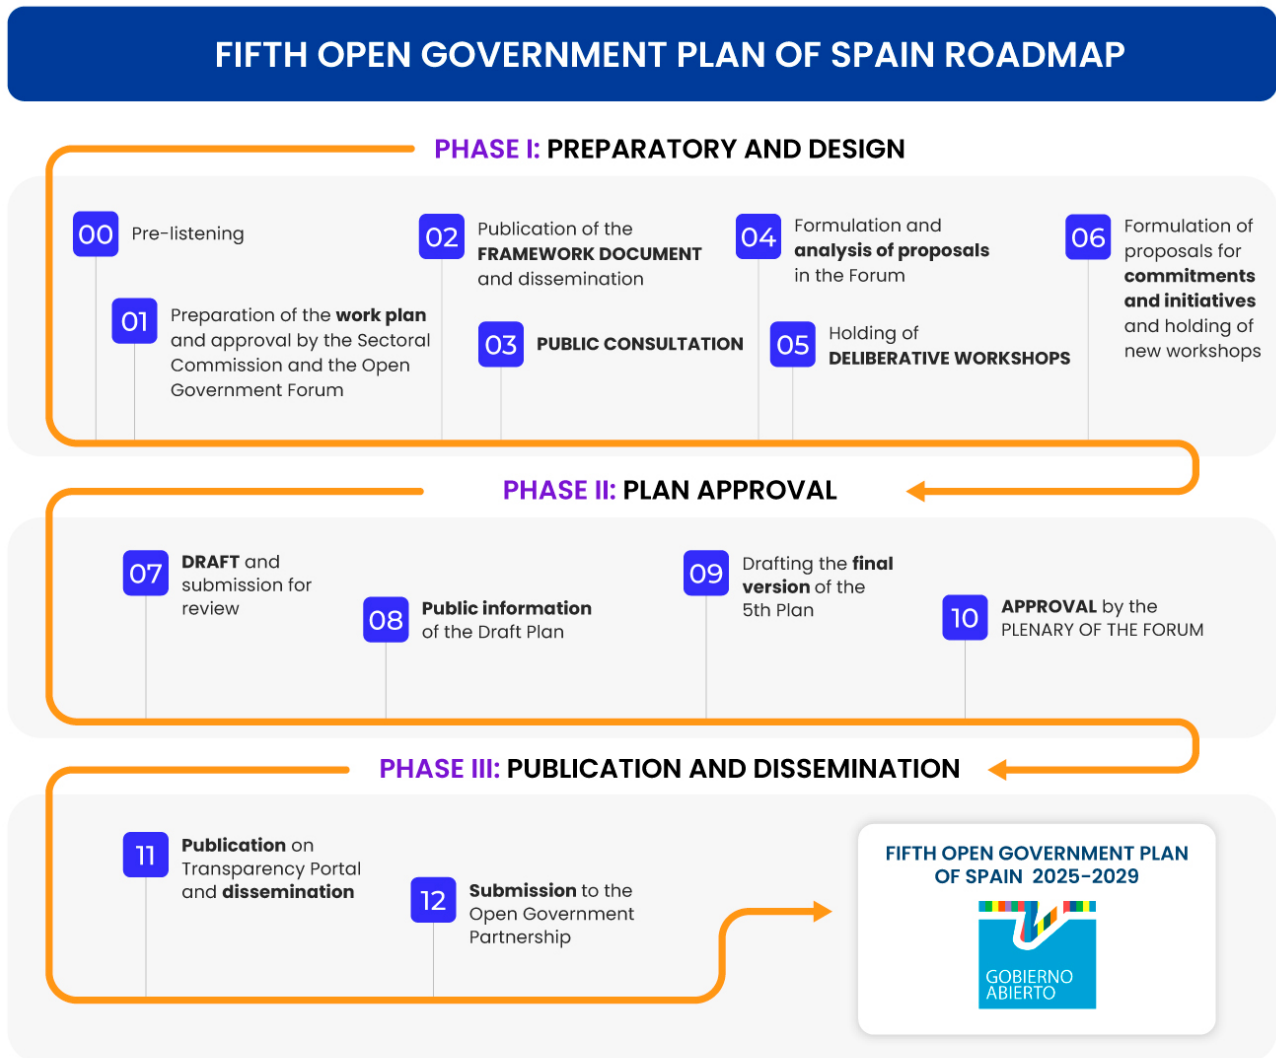 FIFTH OPEN GOVERNMENT PLAN OF SPAIN ROADMAP
PHASE I: PREPARATORY AND DESIGN
00
Pre-listening
01
Preparation of the work plan
and approval by the Sectoral
Commission and the Open
Government Forum
02
Publication of the
FRAMEWORK DOCUMENT
and dissemination
03
PUBLIC CONSULTATION
04
Formulation and
analysis of proposals
in the Forum
05
Holding of
DELIBERATIVE WORKSHOPS
06
Formulation of
proposals for
commitments
and initiatives
and holding of
new workshops
PHASE II: PLAN APPROVAL
07
DRAFT and
submission for
review
08
Public information
of the Draft Plan
09
Drafting the final
version of the
5th Plan
10
APPROVAL by the
PLENARY OF THE FORUM
PHASE III: PUBLICATION AND DISSEMINATION
11
Publication on
Transparency Portal
and dissemination
12
Submission to the
Open Government
Partnership
FIFTH OPEN GOVERNMENT PLAN
OF SPAIN 2025-2029
GOBIERNO
ABIERTO